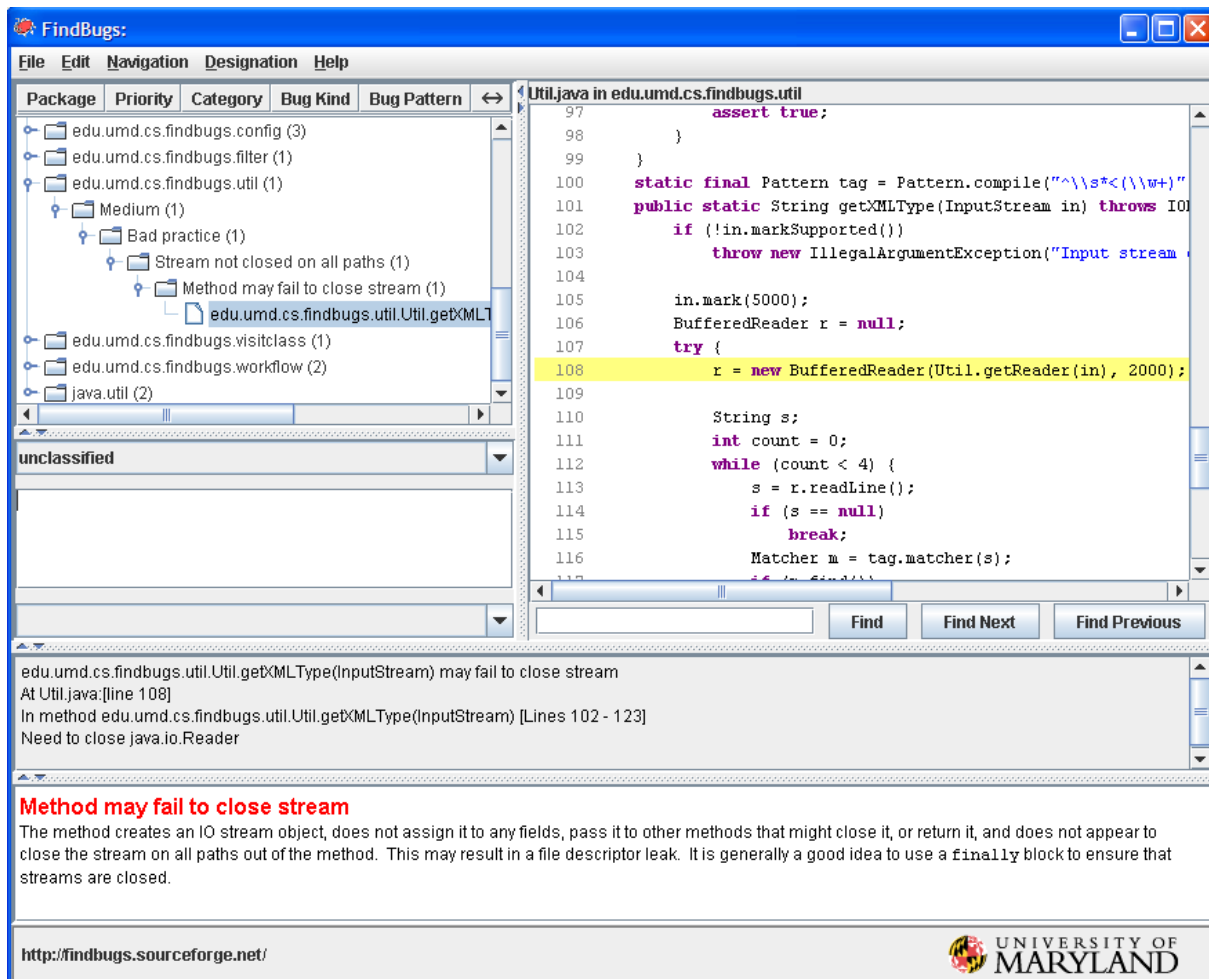 FindBugs:
File Edit Navigation Designation Help
Package Priority Category Bug Kind Bug Pattern ↔
edu.umd.cs.findbugs.config (3)
edu.umd.cs.findbugs.filter (1)
edu.umd.cs.findbugs.util (1)
Medium (1)
Bad practice (1)
Stream not closed on all paths (1)
Method may fail to close stream (1)
edu.umd.cs.findbugs.util.Util.getXMLT
edu.umd.cs.findbugs.visitclass (1)
edu.umd.cs.findbugs.workflow (2)
java.util (2)
unclassified
Util.java in edu.umd.cs.findbugs.util
97 assert true;
98 }
99 }
100 static final Pattern tag = Pattern.compile("^\\s*<(\\w+)"
101 public static String getXMLType(InputStream in) throws IO
102 if (!in.markSupported())
103 throw new IllegalArgumentException("Input stream
104
105 in.mark(5000);
106 BufferedReader r = null;
107 try {
108 r = new BufferedReader(Util.getReader(in), 2000);
109
110 String s;
111 int count = 0;
112 while (count < 4) {
113 s = r.readLine();
114 if (s == null)
115 break;
116 Matcher m = tag.matcher(s);
117 if (m.find())
Find Find Next Find Previous
edu.umd.cs.findbugs.util.Util.getXMLType(InputStream) may fail to close stream
At Util.java:[line 108]
In method edu.umd.cs.findbugs.util.Util.getXMLType(InputStream) [Lines 102 - 123]
Need to close java.io.Reader
Method may fail to close stream
The method creates an IO stream object, does not assign it to any fields, pass it to other methods that might close it, or return it, and does not appear to
close the stream on all paths out of the method. This may result in a file descriptor leak. It is generally a good idea to use a finally block to ensure that
streams are closed.
http://findbugs.sourceforge.net/
UNIVERSITY OF
MARYLAND